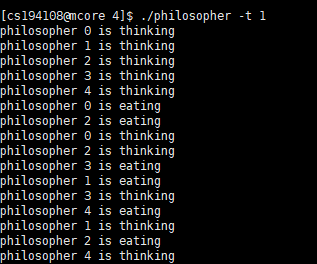 [cs194108@mcore 4]$ ./philosopher -t 1
philosopher 0 is thinking
philosopher 1 is thinking
philosopher 2 is thinking
philosopher 3 is thinking
philosopher 4 is thinking
philosopher 0 is eating
philosopher 2 is eating
philosopher 0 is thinking
philosopher 2 is thinking
philosopher 3 is eating
philosopher 1 is eating
philosopher 3 is thinking
philosopher 4 is eating
philosopher 1 is thinking
philosopher 2 is eating
philosopher 4 is thinking